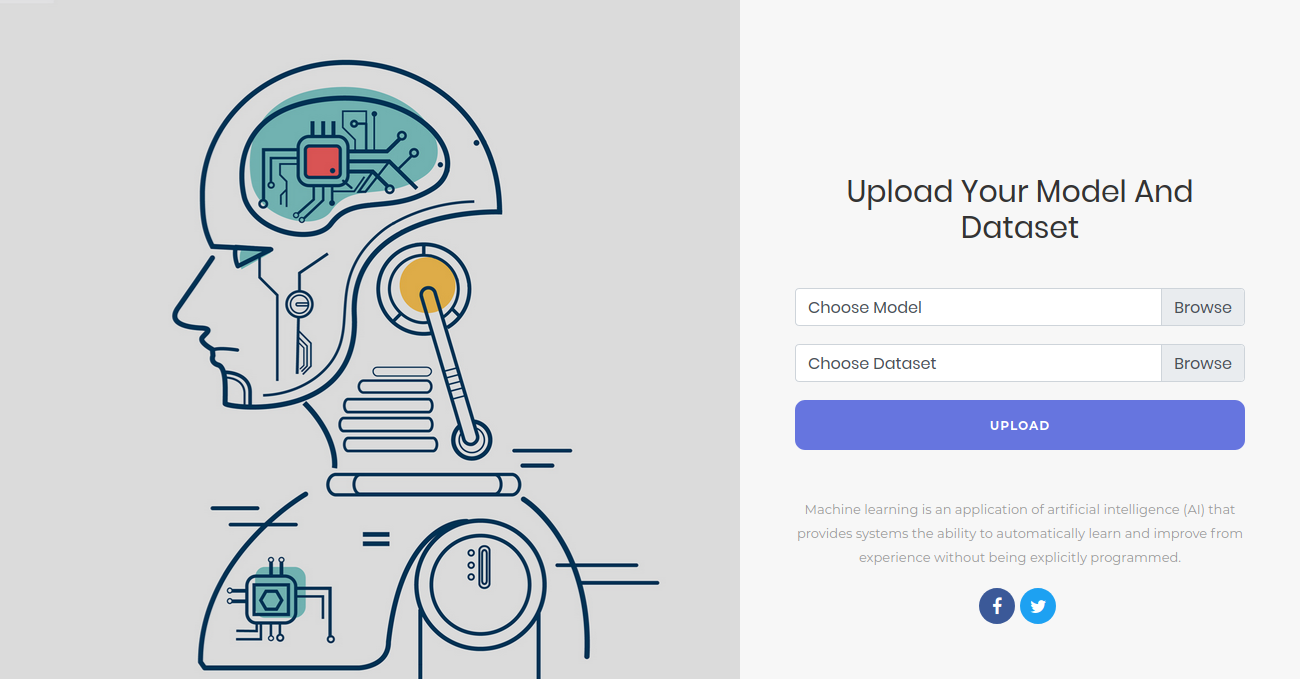 Upload Your Model And
Dataset
Choose Model
Browse
Choose Dataset
Browse
UPLOAD
Machine learning is an application of artificial intelligence (AI) that
provides systems the ability to automatically learn and improve from
experience without being explicitly programmed.